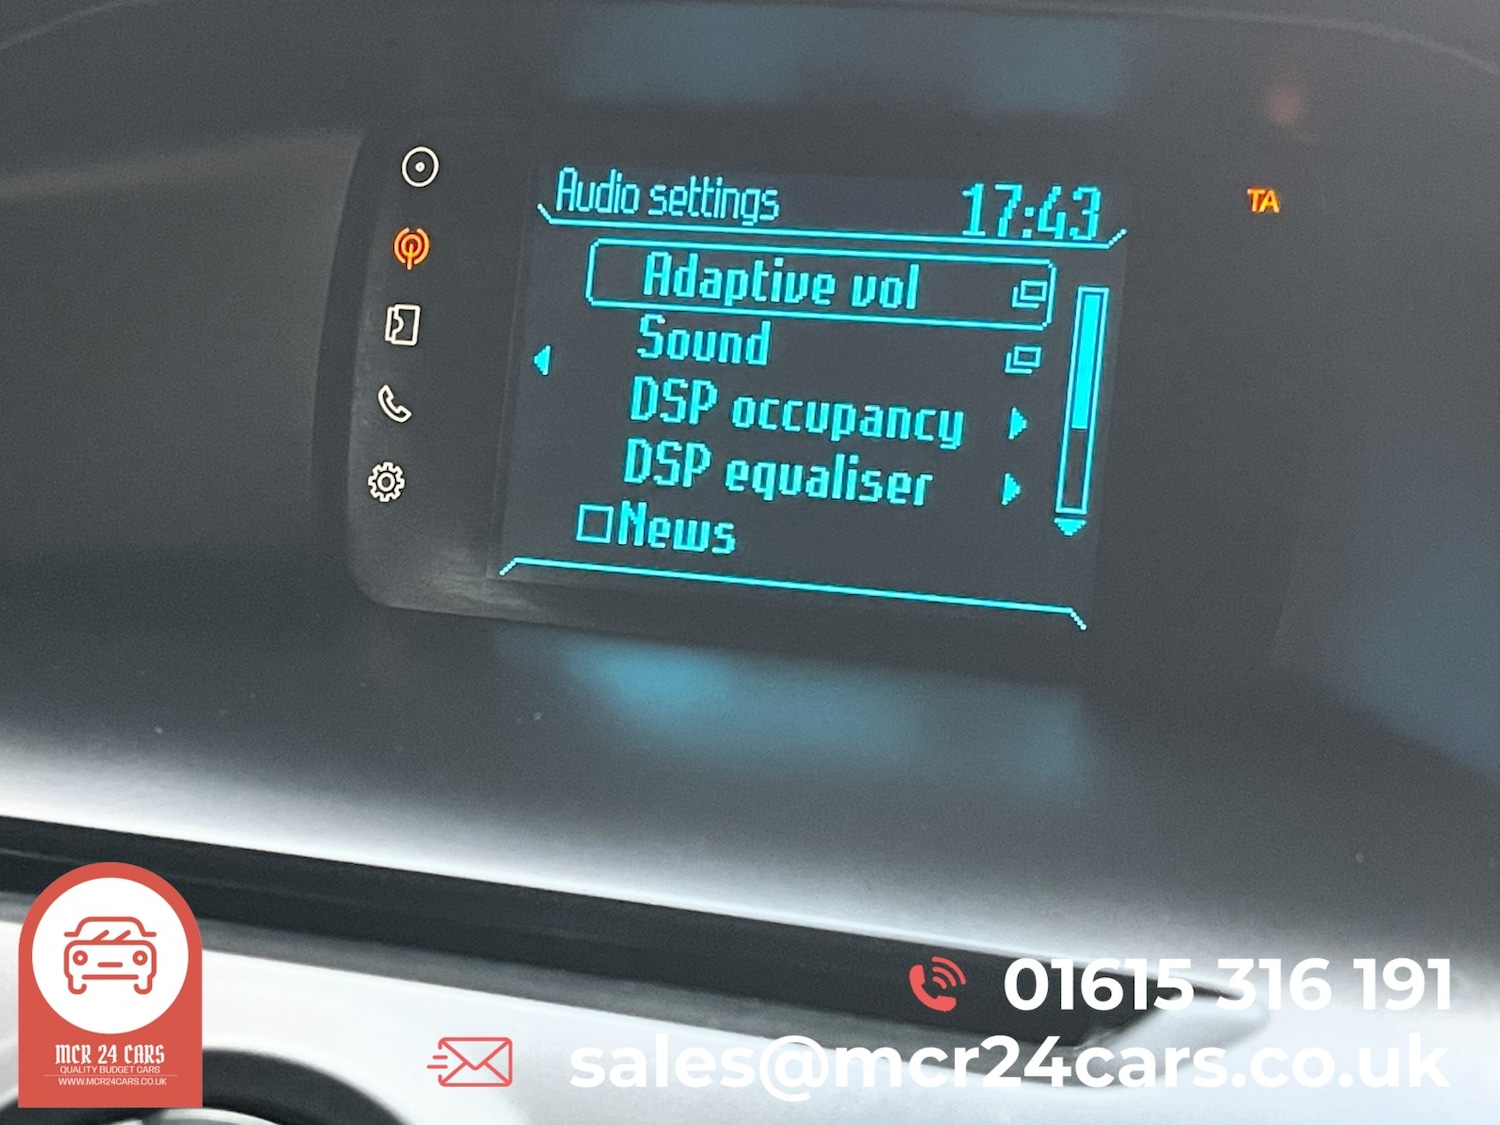 Audio settings 17:43
TA
Adaptive vol
Sound
DSP occupancy
DSP equaliser
News
01615 316 191
sales@mcr24cars.co.uk
MCR 24 CARS
QUALITY BUDGET CARS
WWW.MCR24CARS.CO.UK